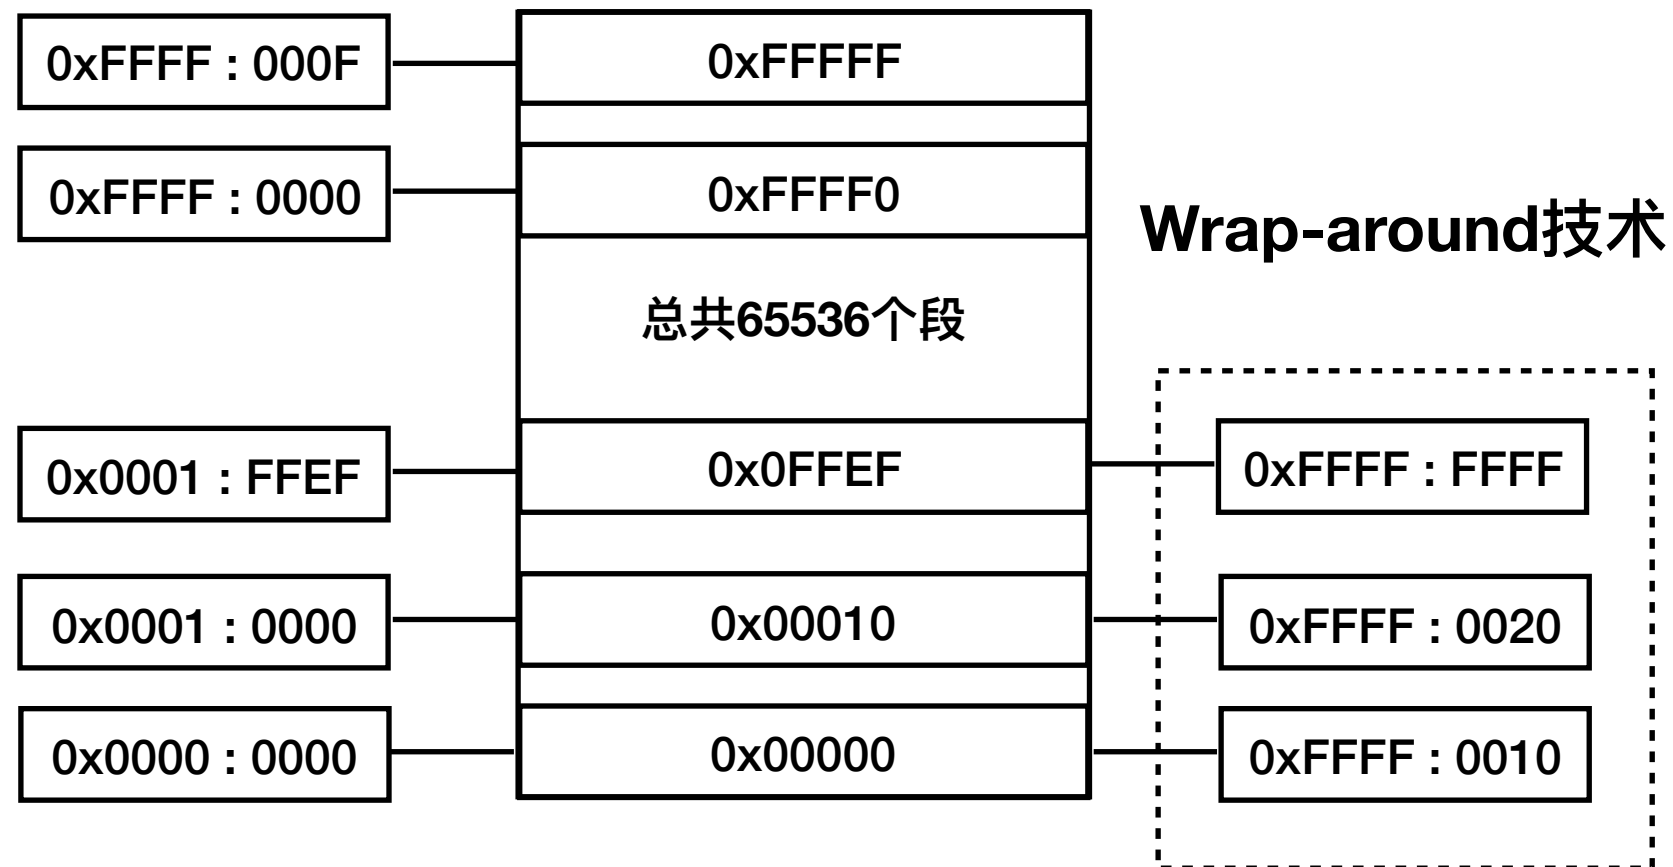 0xFFFF : 000F
0xFFFFF
0xFFFF : 0000
0xFFFF0
Wrap-around技术
总共65536个段
0x0001 : FFEF
0x0FFEF
0xFFFF : FFFF
0x0001 : 0000
0x00010
0xFFFF : 0020
0x0000 : 0000
0x00000
0xFFFF : 0010